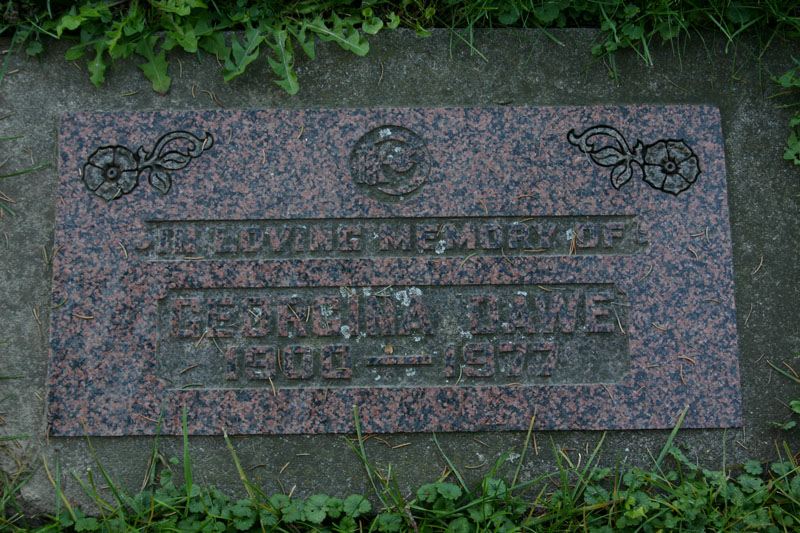 IN LOVING MEMORY OF
GEORGINA DAWE
1900 — 1977